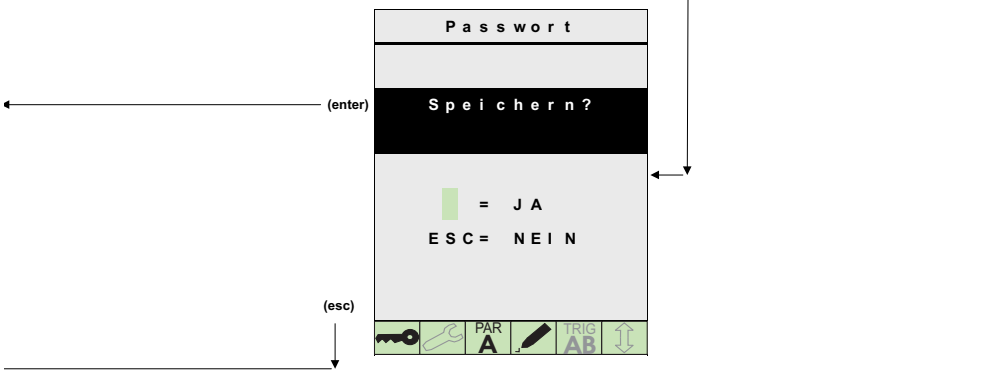 Passwort
(enter) Speichern?
= JA
ESC= NEIN
(esc)
PAR TRIG
A AB